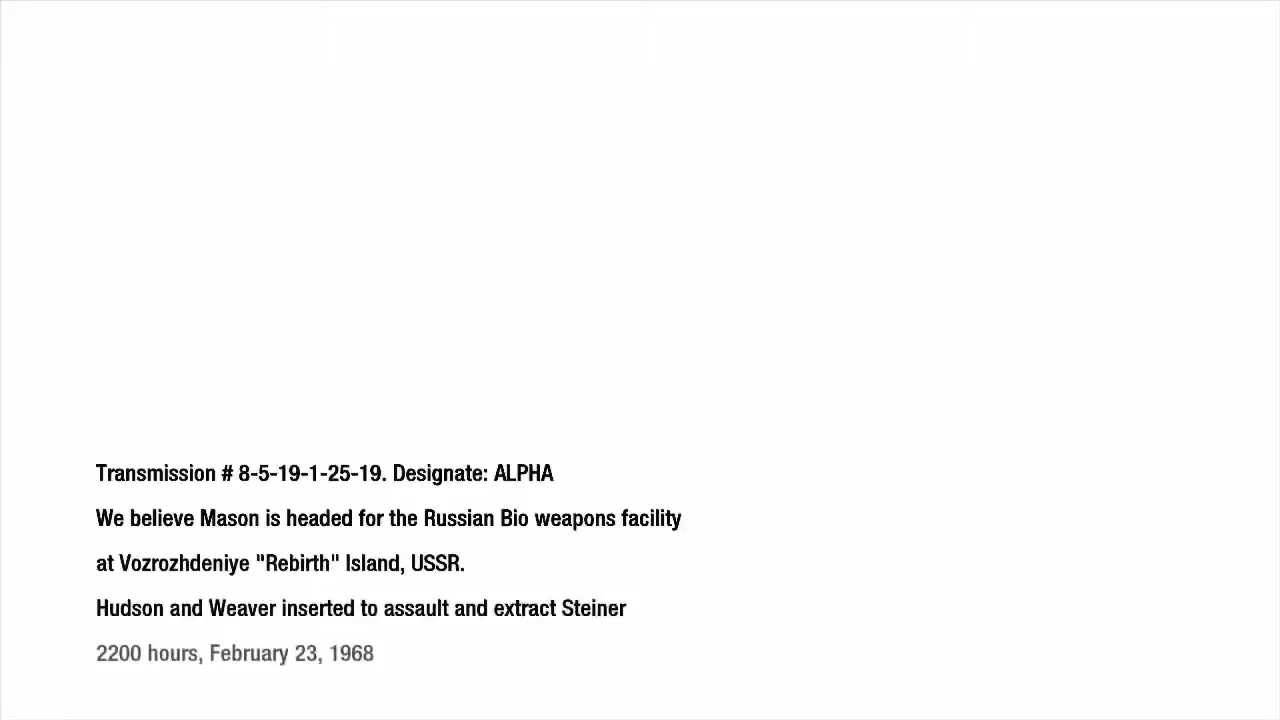 Transmission # 8-5-19-1-25-19. Designate: ALPHA
We believe Mason is headed for the Russian Bio weapons facility
at Vozrozhdeniye "Rebirth" Island, USSR.
Hudson and Weaver inserted to assault and extract Steiner
2200 hours, February 23, 1968